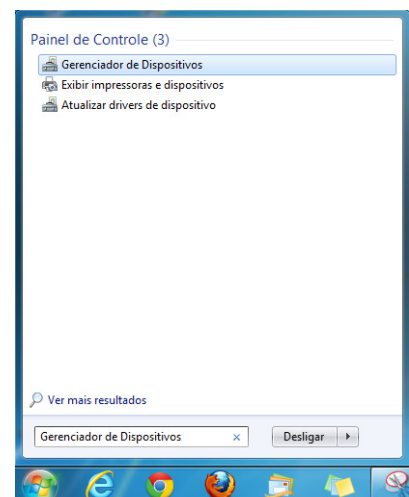 Painel de Controle (3)
Gerenciador de Dispositivos
Exibir impressoras e dispositivos
Atualizar drivers de dispositivo
Ver mais resultados
Gerenciador de Dispositivos
Desligar